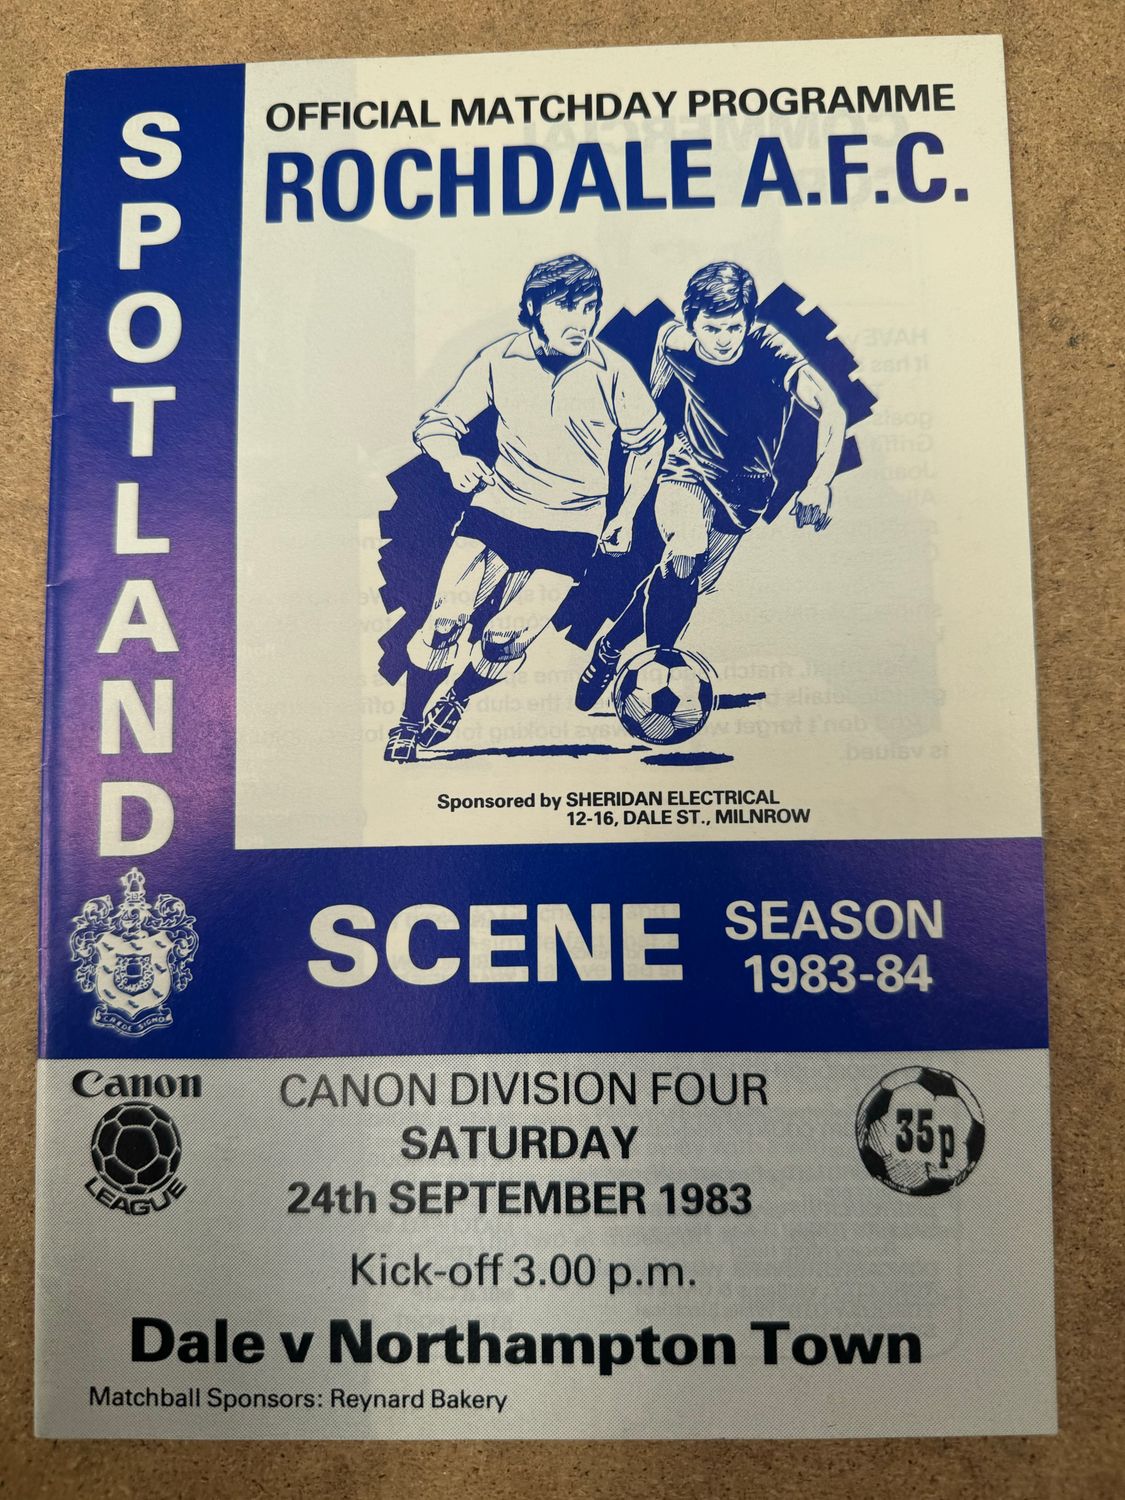 OFFICIAL MATCHDAY PROGRAMME
ROCHDALE A.F.C.
SPOTLAND
Sponsored by SHERIDAN ELECTRICAL
12-16, DALE ST., MILNROW
SCENE
SEASON
1983-84
CREDE SIGNO
Canon
LEAGUE
CANON DIVISION FOUR
SATURDAY
24th SEPTEMBER 1983
35p
Kick-off 3.00 p.m.
Dale v Northampton Town
Matchball Sponsors: Reynard Bakery